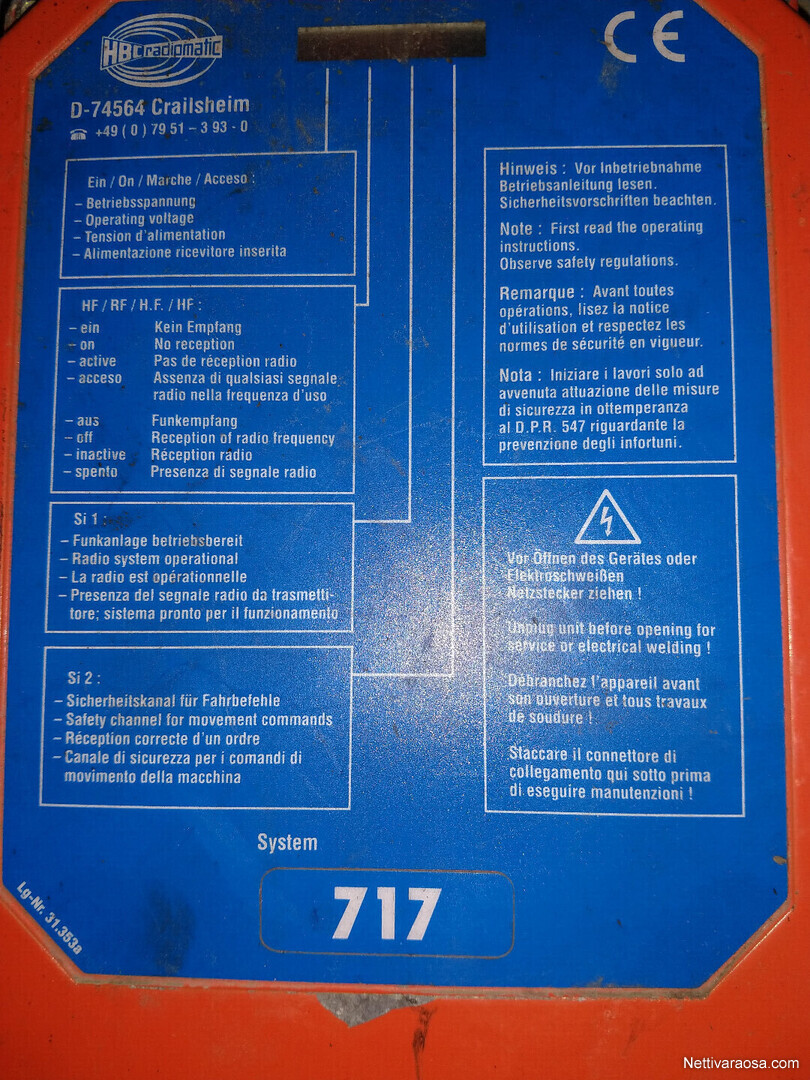 HBC radiomatic
CE
D-74564 Crailsheim
☎ +49 ( 0 ) 79 51 – 3 93 - 0
Ein / On / Marche / Acceso :
– Betriebsspannung
– Operating voltage
– Tension d'alimentation
– Alimentazione ricevitore inserita
HF / RF / H.F. / HF :
– ein Kein Empfang
– on No reception
– active Pas de réception radio
– acceso Assenza di qualsiasi segnale
radio nella frequenza d'uso
– aus Funkempfang
– off Reception of radio frequency
– inactive Réception radio
– spento Presenza di segnale radio
Si 1 :
– Funkanlage betriebsbereit
– Radio system operational
– La radio est opérationnelle
– Presenza del segnale radio da trasmetti-
tore; sistema pronto per il funzionamento
Si 2 :
– Sicherheitskanal für Fahrbefehle
– Safety channel for movement commands
– Réception correcte d'un ordre
– Canale di sicurezza per i comandi di
movimento della macchina
Hinweis : Vor Inbetriebnahme
Betriebsanleitung lesen.
Sicherheitsvorschriften beachten.
Note : First read the operating
instructions.
Observe safety regulations.
Remarque : Avant toutes
opérations, lisez la notice
d'utilisation et respectez les
normes de sécurité en vigueur.
Nota : Iniziare i lavori solo ad
avvenuta attuazione delle misure
di sicurezza in ottemperanza
al D.P.R. 547 riguardante la
prevenzione degli infortuni.
Vor Öffnen des Gerätes oder
Elektroschweißen
Netzstecker ziehen !
Unplug unit before opening for
service or electrical welding !
Débranchez l'appareil avant
son ouverture et tous travaux
de soudure !
Staccare il connettore di
collegamento qui sotto prima
di eseguire manutenzioni !
System
717
Lg-Nr. 31.353a
Nettivaraosa.com